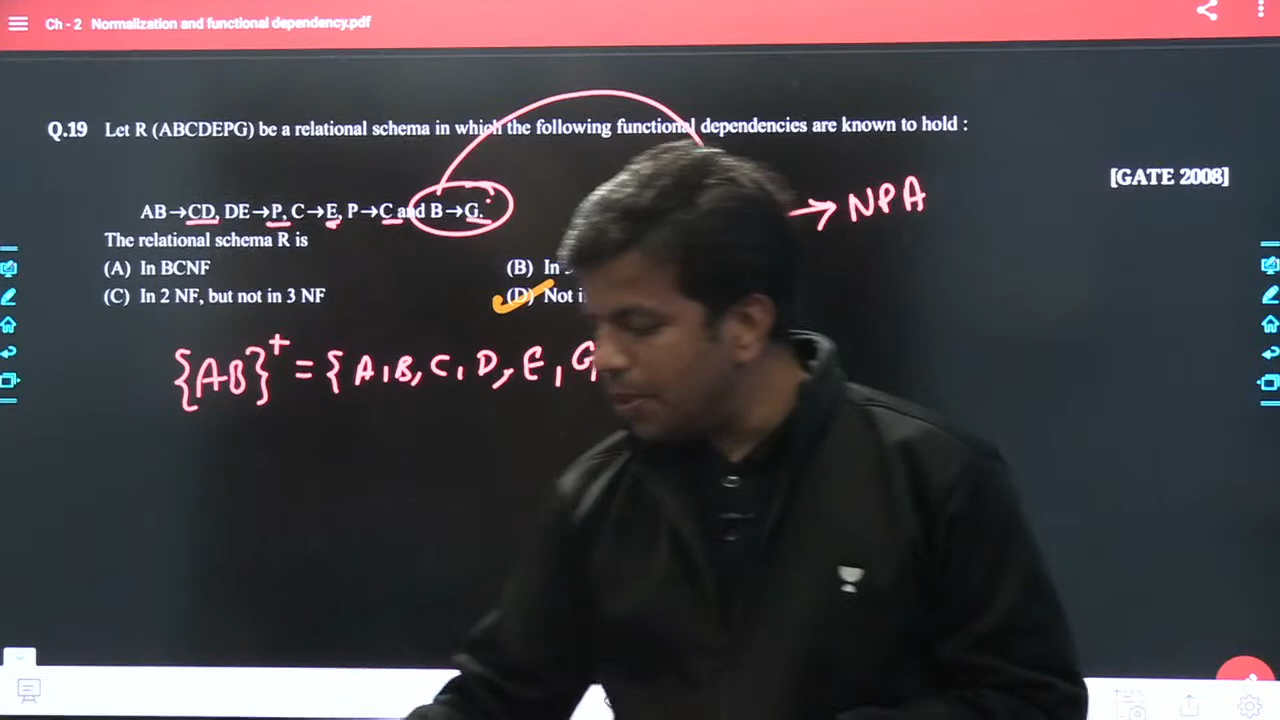 Ch - 2 Normalization and functional dependency.pdf
Q.19 Let R (ABCDEPG) be a relational schema in which the following functional dependencies are known to hold :
[GATE 2008]
AB→CD, DE→P, C→E, P→C and B→G.
→ NPA
The relational schema R is
(A) In BCNF
(B) In
(C) In 2 NF, but not in 3 NF
(D) Not
{AB}+ = {A,B,C,D,E,G